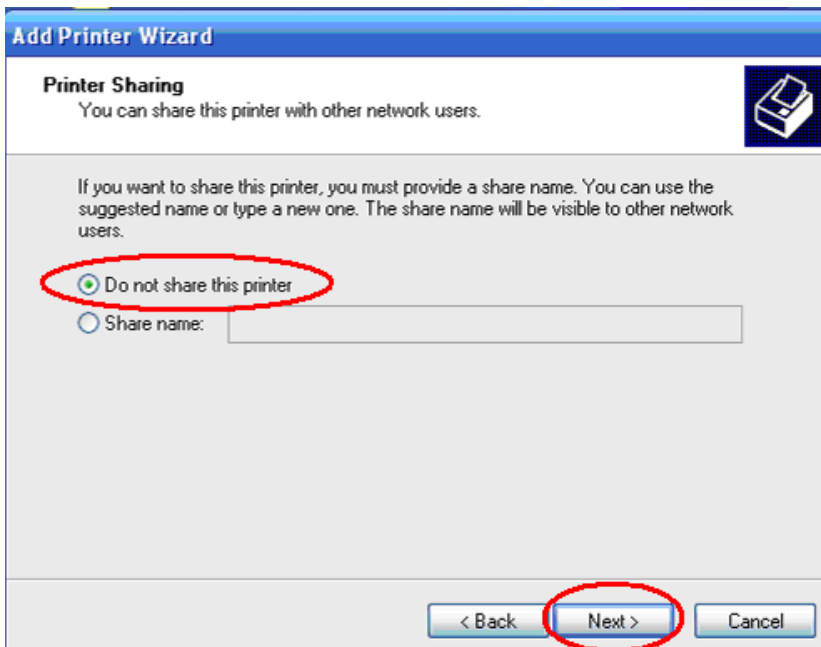 Add Printer Wizard
Printer Sharing
You can share this printer with other network users.
If you want to share this printer, you must provide a share name. You can use the
suggested name or type a new one. The share name will be visible to other network
users.
Do not share this printer
Share name:
< Back Next > Cancel